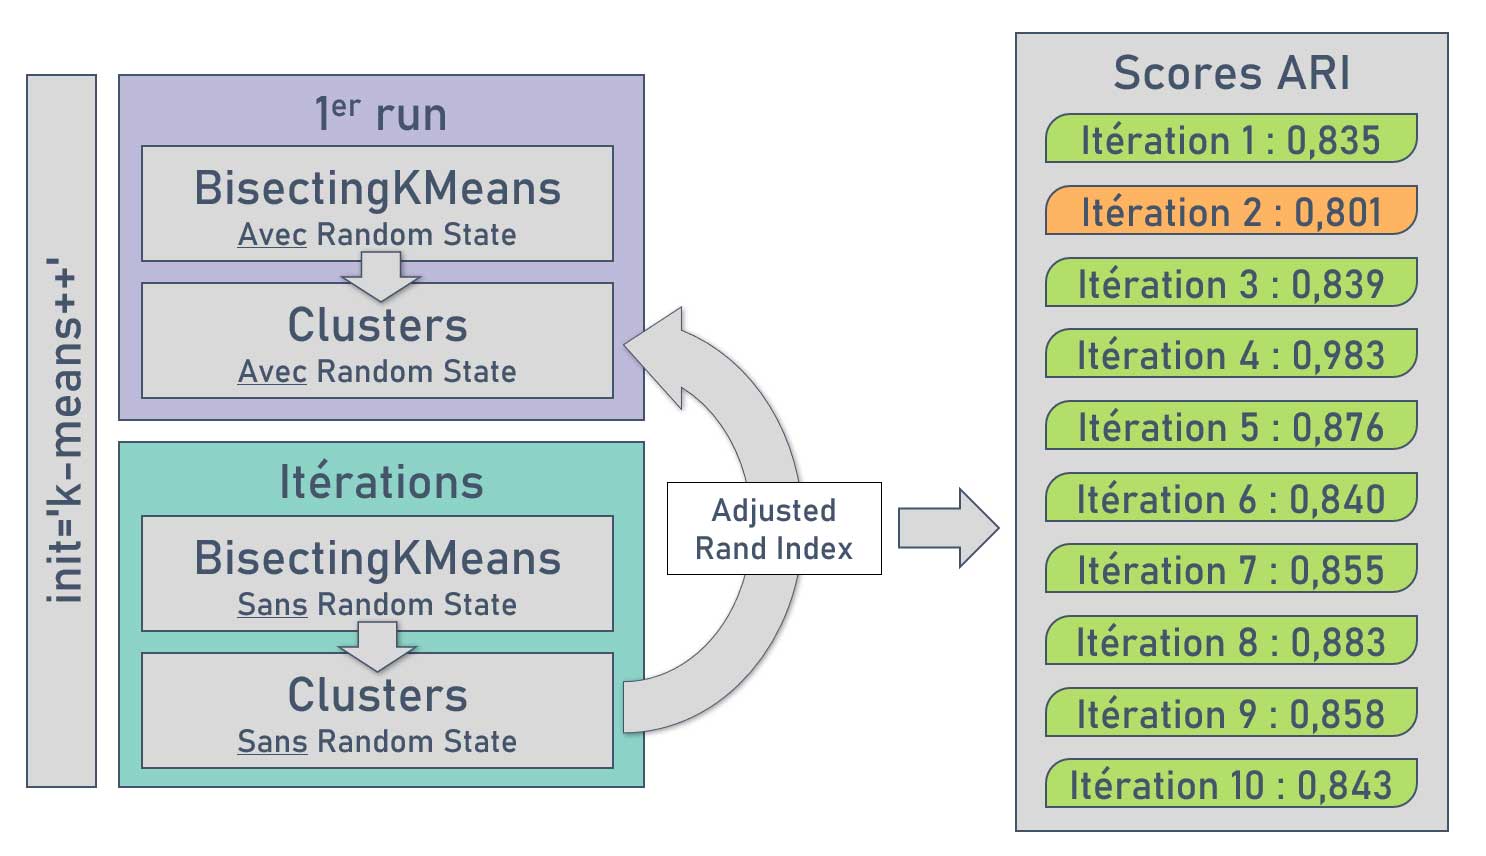 init='k-means++'
1er run
BisectingKMeans
Avec Random State
Clusters
Avec Random State
Itérations
BisectingKMeans
Sans Random State
Clusters
Sans Random State
Adjusted
Rand Index
Scores ARI
Itération 1 : 0,835
Itération 2 : 0,801
Itération 3 : 0,839
Itération 4 : 0,983
Itération 5 : 0,876
Itération 6 : 0,840
Itération 7 : 0,855
Itération 8 : 0,883
Itération 9 : 0,858
Itération 10 : 0,843